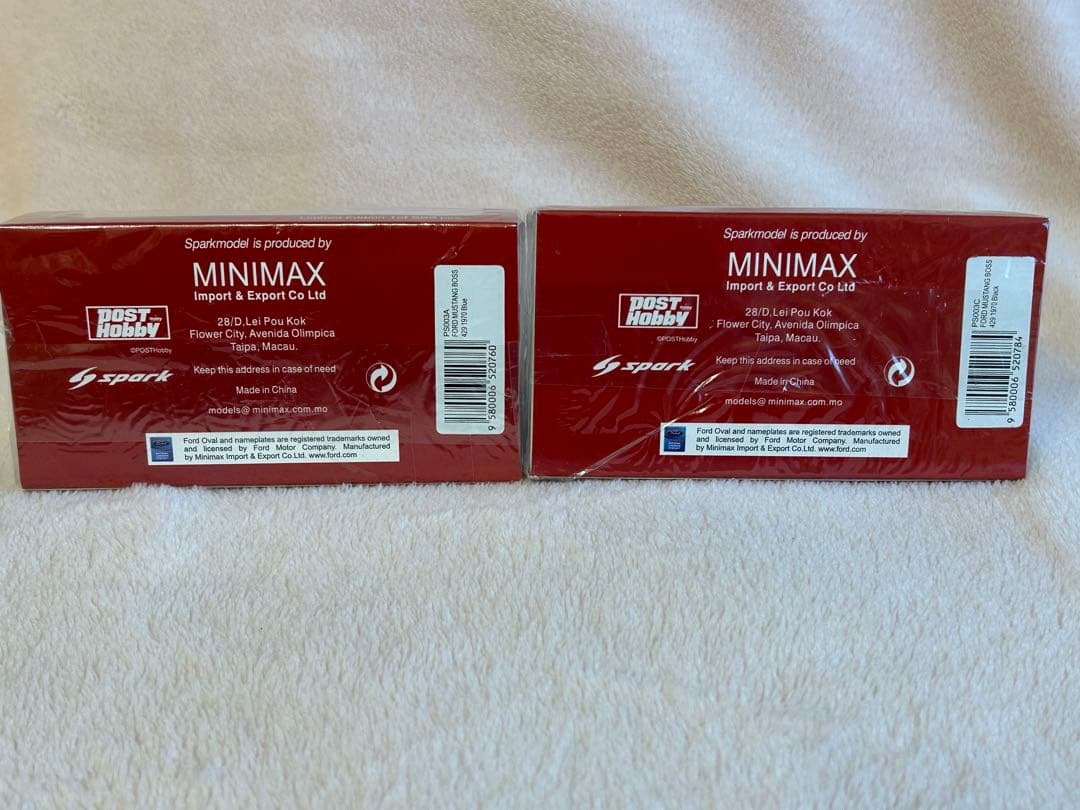 Sparkmodel is produced by
MINIMAX
Import & Export Co Ltd
POST
Hobby
©POSTHobby
28/D,Lei Pou Kok
Flower City, Avenida Olimpica
Taipa, Macau.
spark
Keep this address in case of need
Made in China
models@ minimax.com.mo
Ford Oval and nameplates are registered trademarks owned
and licensed by Ford Motor Company. Manufactured
by Minimax Import & Export Co.Ltd. www.ford.com
PS003A
FORD MUSTANG BOSS
429 1970 Blue
9 580006 520760
Sparkmodel is produced by
MINIMAX
Import & Export Co Ltd
POST
Hobby
©POSTHobby
28/D,Lei Pou Kok
Flower City, Avenida Olimpica
Taipa, Macau.
spark
Keep this address in case of need
Made in China
models@ minimax.com.mo
Ford Oval and nameplates are registered trademarks owned
and licensed by Ford Motor Company. Manufactured
by Minimax Import & Export Co.Ltd. www.ford.com
PS003C
FORD MUSTANG BOSS
429 1970 Black
9 580006 520784